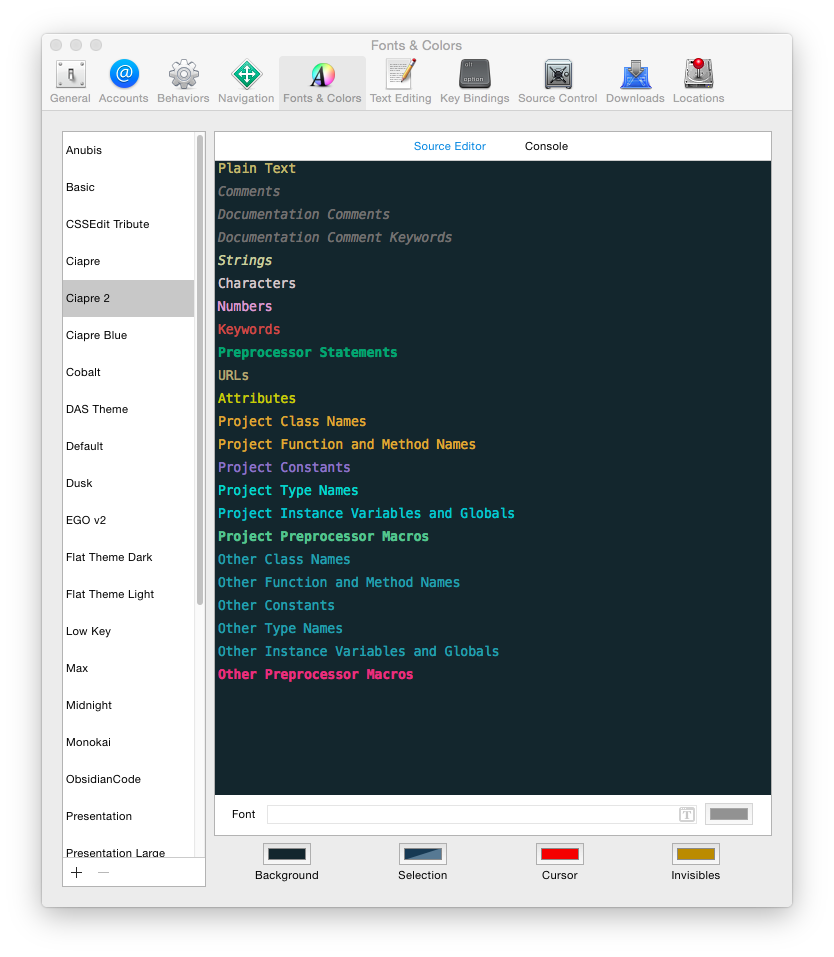 Fonts & Colors
General Accounts Behaviors Navigation Fonts & Colors Text Editing Key Bindings Source Control Downloads Locations
alt
option
Anubis
Basic
CSSEdit Tribute
Ciapre
Ciapre 2
Ciapre Blue
Cobalt
DAS Theme
Default
Dusk
EGO v2
Flat Theme Dark
Flat Theme Light
Low Key
Max
Midnight
Monokai
ObsidianCode
Presentation
Presentation Large
Source Editor Console
Plain Text
Comments
Documentation Comments
Documentation Comment Keywords
Strings
Characters
Numbers
Keywords
Preprocessor Statements
URLs
Attributes
Project Class Names
Project Function and Method Names
Project Constants
Project Type Names
Project Instance Variables and Globals
Project Preprocessor Macros
Other Class Names
Other Function and Method Names
Other Constants
Other Type Names
Other Instance Variables and Globals
Other Preprocessor Macros
Font
Background Selection Cursor Invisibles